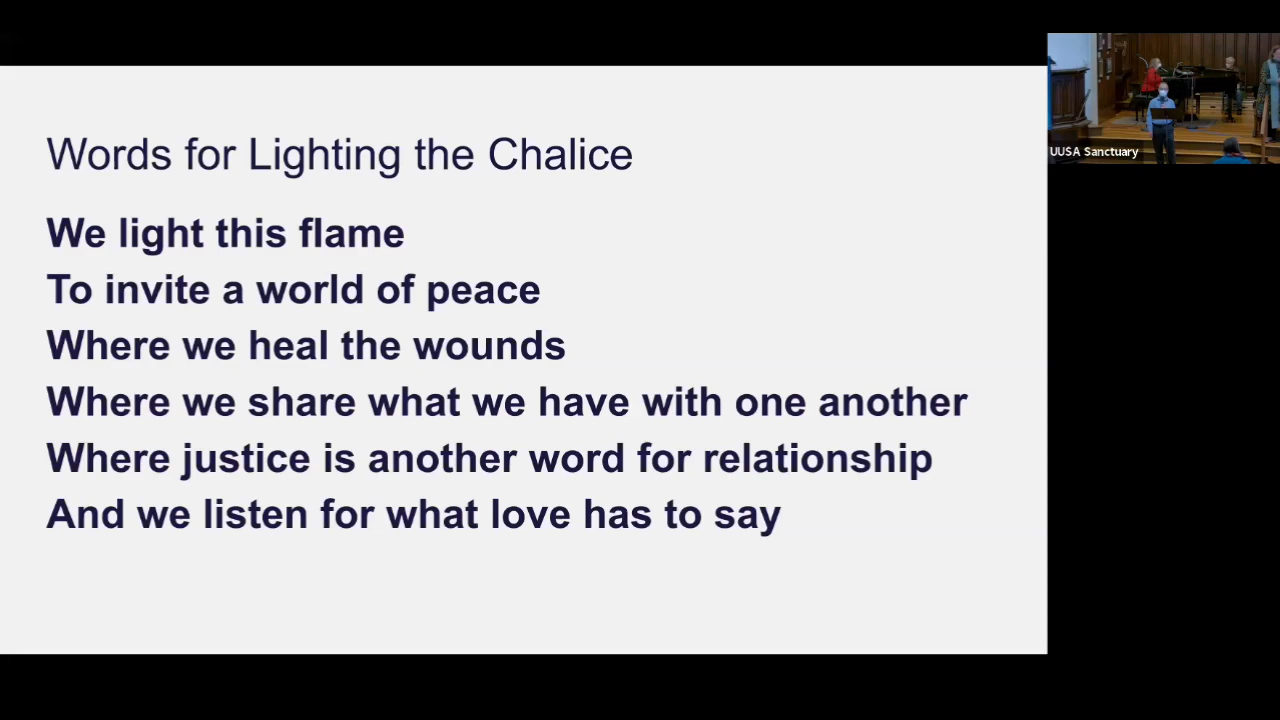 Words for Lighting the Chalice
We light this flame
To invite a world of peace
Where we heal the wounds
Where we share what we have with one another
Where justice is another word for relationship
And we listen for what love has to say
UUSA Sanctuary